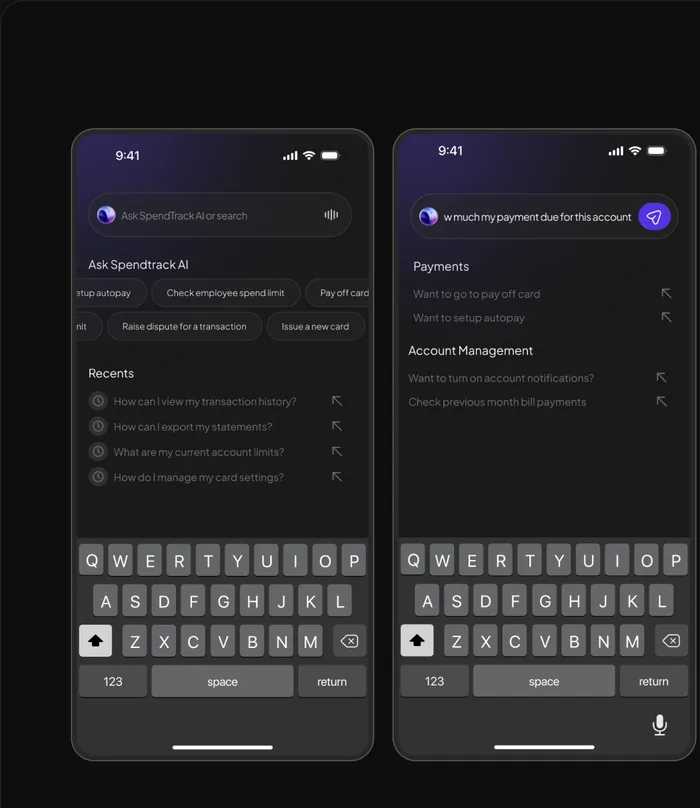 9:41
Ask SpendTrack AI or search
Ask Spendtrack AI
etup autopay Check employee spend limit Pay off card
nit Raise dispute for a transaction Issue a new card
Recents
How can I view my transaction history?
How can I export my statements?
What are my current account limits?
How do I manage my card settings?
Q W E R T Y U I O P
A S D F G H J K L
Z X C V B N M
123 space return
9:41
w much my payment due for this account
Payments
Want to go to pay off card
Want to setup autopay
Account Management
Want to turn on account notifications?
Check previous month bill payments
Q W E R T Y U I O P
A S D F G H J K L
Z X C V B N M
123 space return